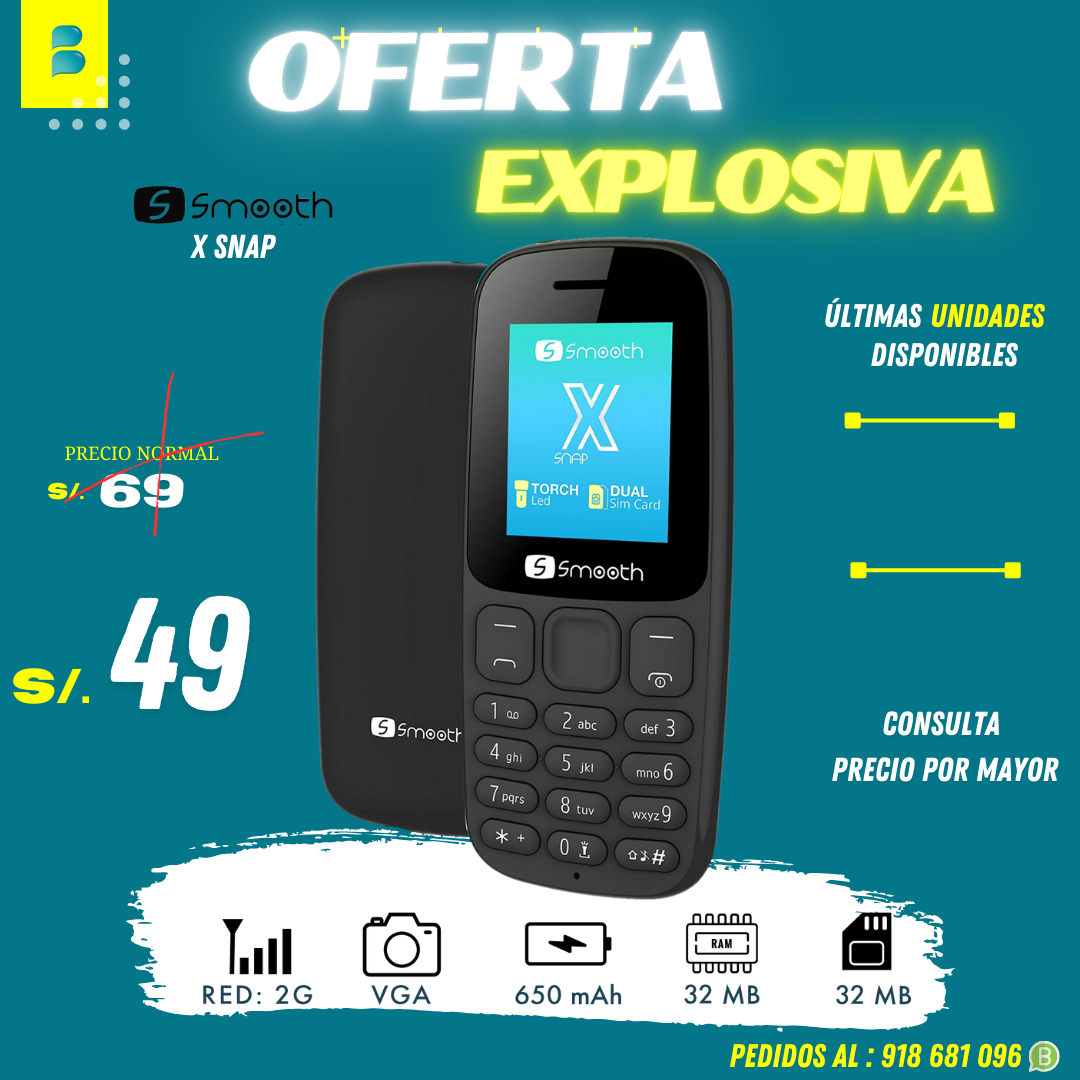 OFERTA
EXPLOSIVA
S Smooth
X SNAP
ÚLTIMAS UNIDADES
DISPONIBLES
PRECIO NORMAL
S/. 69
S/. 49
CONSULTA
PRECIO POR MAYOR
S Smooth
X
SNAP
TORCH
Led
DUAL
Sim Card
S Smooth
1
2 abc
def 3
4 ghi
5 jkl
mno 6
7 pqrs
8 tuv
wxyz 9
* +
0
#
S Smooth
RAM
RED: 2G
VGA
650 mAh
32 MB
32 MB
PEDIDOS AL : 918 681 096 B